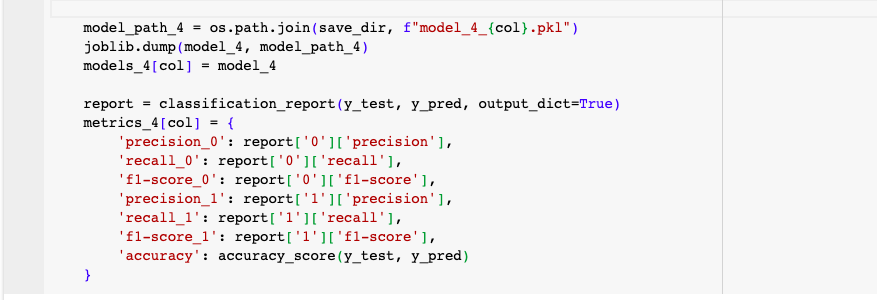 model_path_4 = os.path.join(save_dir, f"model_4_{col}.pkl")
joblib.dump(model_4, model_path_4)
models_4[col] = model_4
report = classification_report(y_test, y_pred, output_dict=True)
metrics_4[col] = {
'precision_0': report['0']['precision'],
'recall_0': report['0']['recall'],
'f1-score_0': report['0']['f1-score'],
'precision_1': report['1']['precision'],
'recall_1': report['1']['recall'],
'f1-score_1': report['1']['f1-score'],
'accuracy': accuracy_score(y_test, y_pred)
}